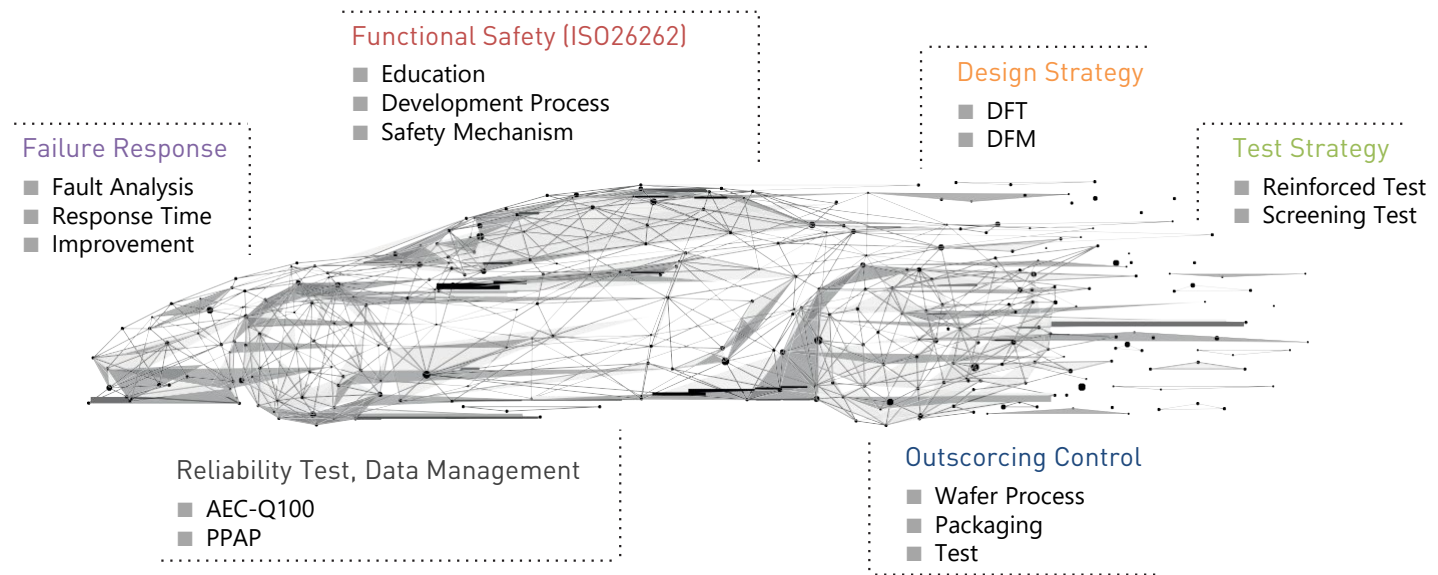 Functional Safety (ISO26262)
Education
Development Process
Safety Mechanism
Design Strategy
DFT
DFM
Failure Response
Fault Analysis
Response Time
Improvement
Test Strategy
Reinforced Test
Screening Test
Reliability Test, Data Management
AEC-Q100
PPAP
Outscorcing Control
Wafer Process
Packaging
Test